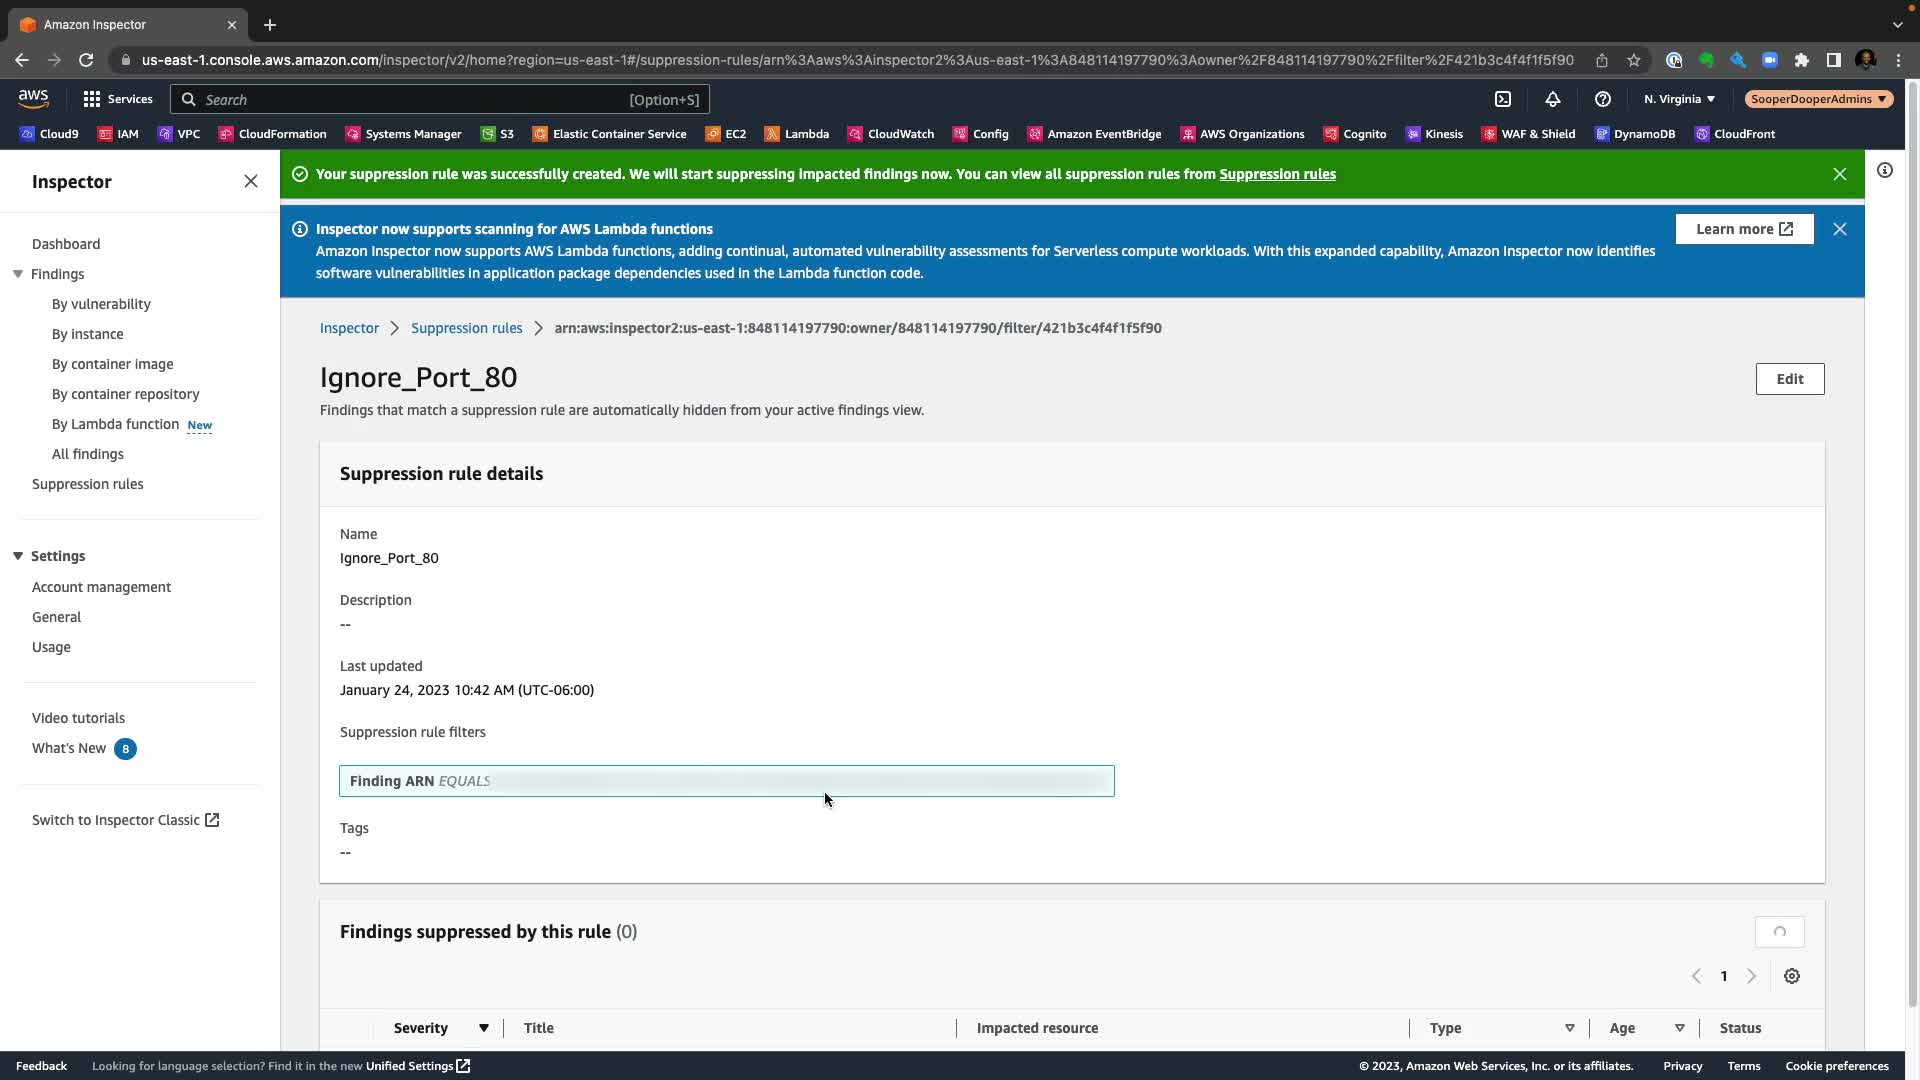 Amazon Inspector
us-east-1.console.aws.amazon.com/inspector/v2/home?region=us-east-1#/suppression-rules/arn%3Aaws%3Ainspector2%3Aus-east-1%3A848114197790%3Aowner%2F848114197790%2Ffilter%2F421b3c4f4f1f5f90
aws Services Search [Option+S] N. Virginia SooperDooperAdmins
Cloud9 IAM VPC CloudFormation Systems Manager S3 Elastic Container Service EC2 Lambda CloudWatch Config Amazon EventBridge AWS Organizations Cognito Kinesis WAF & Shield DynamoDB CloudFront
Inspector
Dashboard
Findings
By vulnerability
By instance
By container image
By container repository
By Lambda function New
All findings
Suppression rules
Settings
Account management
General
Usage
Video tutorials
What's New 8
Switch to Inspector Classic
Your suppression rule was successfully created. We will start suppressing impacted findings now. You can view all suppression rules from Suppression rules
Inspector now supports scanning for AWS Lambda functions
Amazon Inspector now supports AWS Lambda functions, adding continual, automated vulnerability assessments for Serverless compute workloads. With this expanded capability, Amazon Inspector now identifies
software vulnerabilities in application package dependencies used in the Lambda function code.
Learn more
Inspector > Suppression rules > arn:aws:inspector2:us-east-1:848114197790:owner/848114197790/filter/421b3c4f4f1f5f90
Ignore_Port_80
Edit
Findings that match a suppression rule are automatically hidden from your active findings view.
Suppression rule details
Name
Ignore_Port_80
Description
--
Last updated
January 24, 2023 10:42 AM (UTC-06:00)
Suppression rule filters
Finding ARN EQUALS
Tags
--
Findings suppressed by this rule (0)
1
Severity Title Impacted resource Type Age Status
Feedback Looking for language selection? Find it in the new Unified Settings © 2023, Amazon Web Services, Inc. or its affiliates. Privacy Terms Cookie preferences